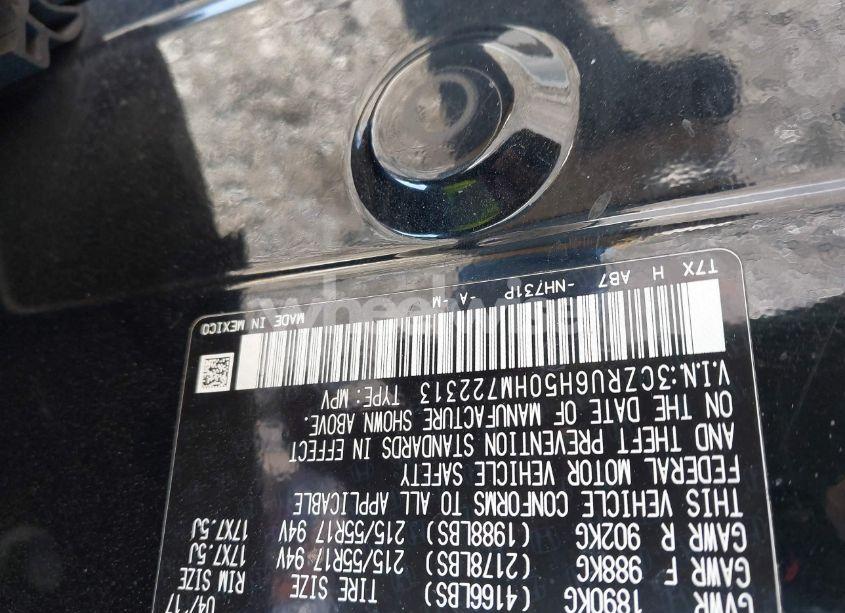 04/17
GVWR 1890KG (4166LBS) TIRE SIZE RIM SIZE
GAWR F 988KG (2178LBS) 215/55R17 94V 17X7.5J
GAWR R 902KG (1988LBS) 215/55R17 94V 17X7.5J
THIS VEHICLE CONFORMS TO ALL APPLICABLE
FEDERAL MOTOR VEHICLE SAFETY
AND THEFT PREVENTION STANDARDS IN EFFECT
ON THE DATE OF MANUFACTURE SHOWN ABOVE.
V.I.N.:3CZRU6H50HM722313 TYPE: MPV
T7X H AB7 -NH731P -A -M MADE IN MEXICO